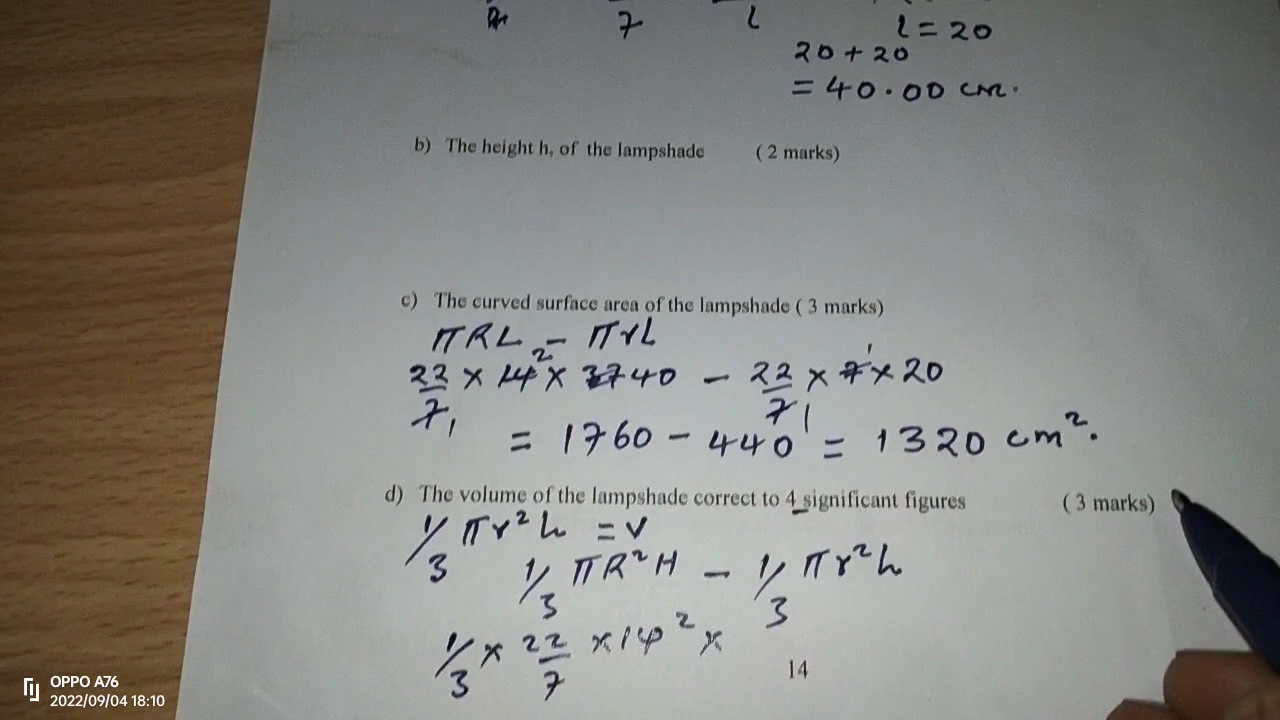 7 l l = 20
20 + 20
= 40.00 cm.
b) The height h, of the lampshade ( 2 marks)
c) The curved surface area of the lampshade ( 3 marks)
πRL - πrL
22/7 × 14 × 40 - 22/7 × 7 × 20
= 1760 - 440 = 1320 cm².
d) The volume of the lampshade correct to 4 significant figures ( 3 marks)
1/3 πr²h = V
1/3 πR²H - 1/3 πr²h
1/3 × 22/7 × 14² ×
14
OPPO A76
2022/09/04 18:10